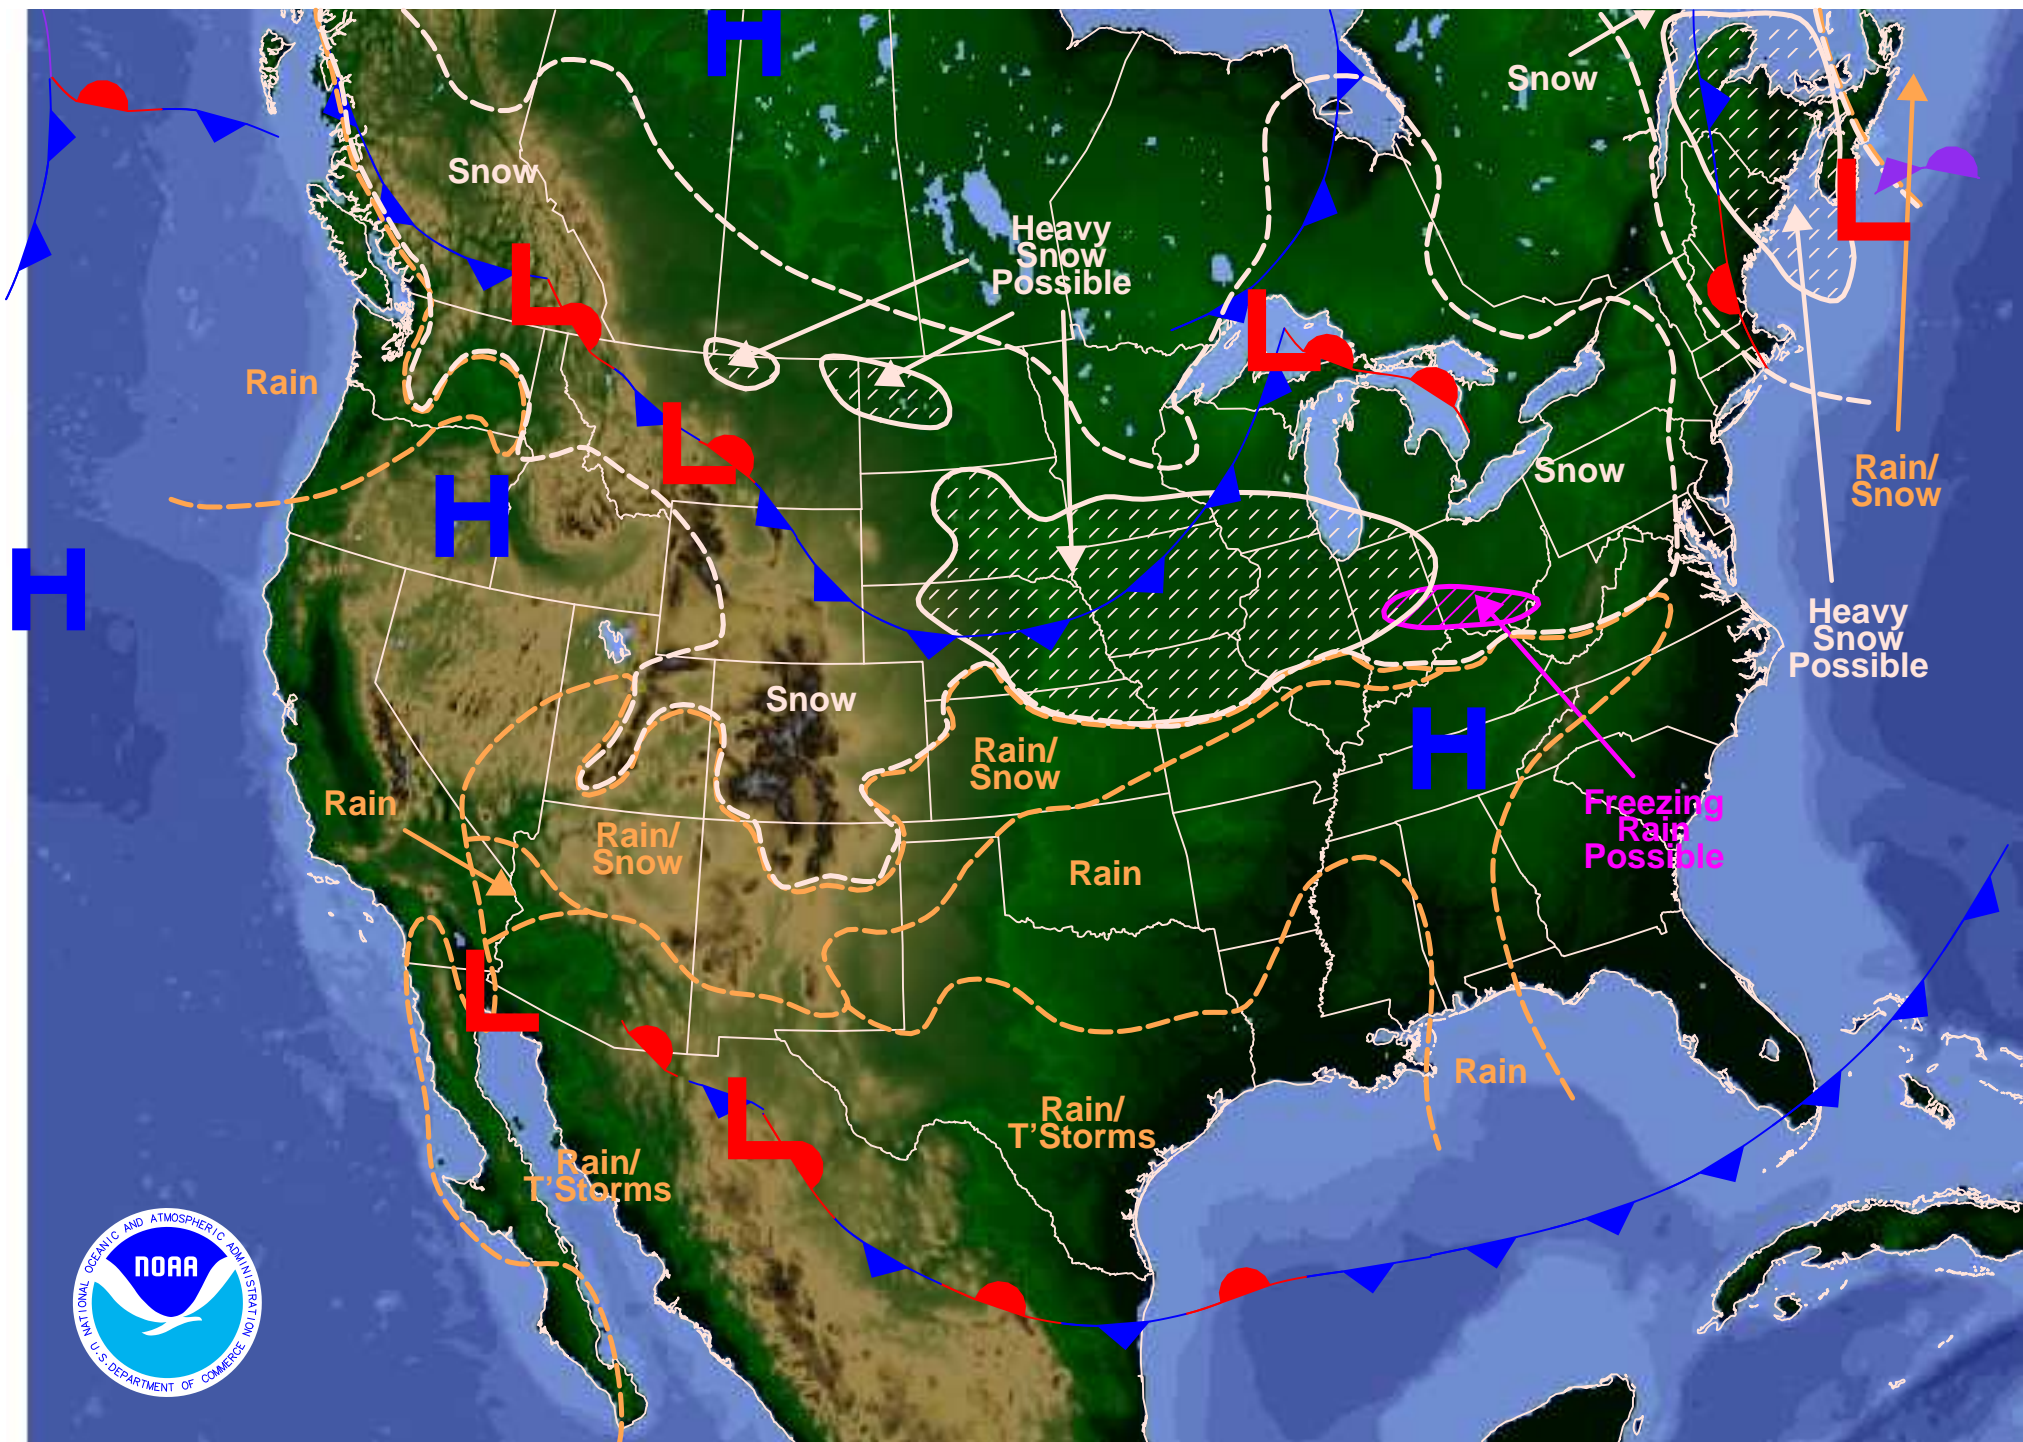 H
Snow
Snow
L
Heavy
Snow
Possible
L
L
Rain
L
Snow
Rain/
Snow
H
H
Heavy
Snow
Possible
Snow
H
Rain/
Snow
Rain
Rain/
Snow
Freezing
Rain
Possible
Rain
L
Rain
L
Rain/
T'Storms
Rain/
T'Storms
NATIONAL OCEANIC AND ATMOSPHERIC ADMINISTRATION
NOAA
U.S. DEPARTMENT OF COMMERCE